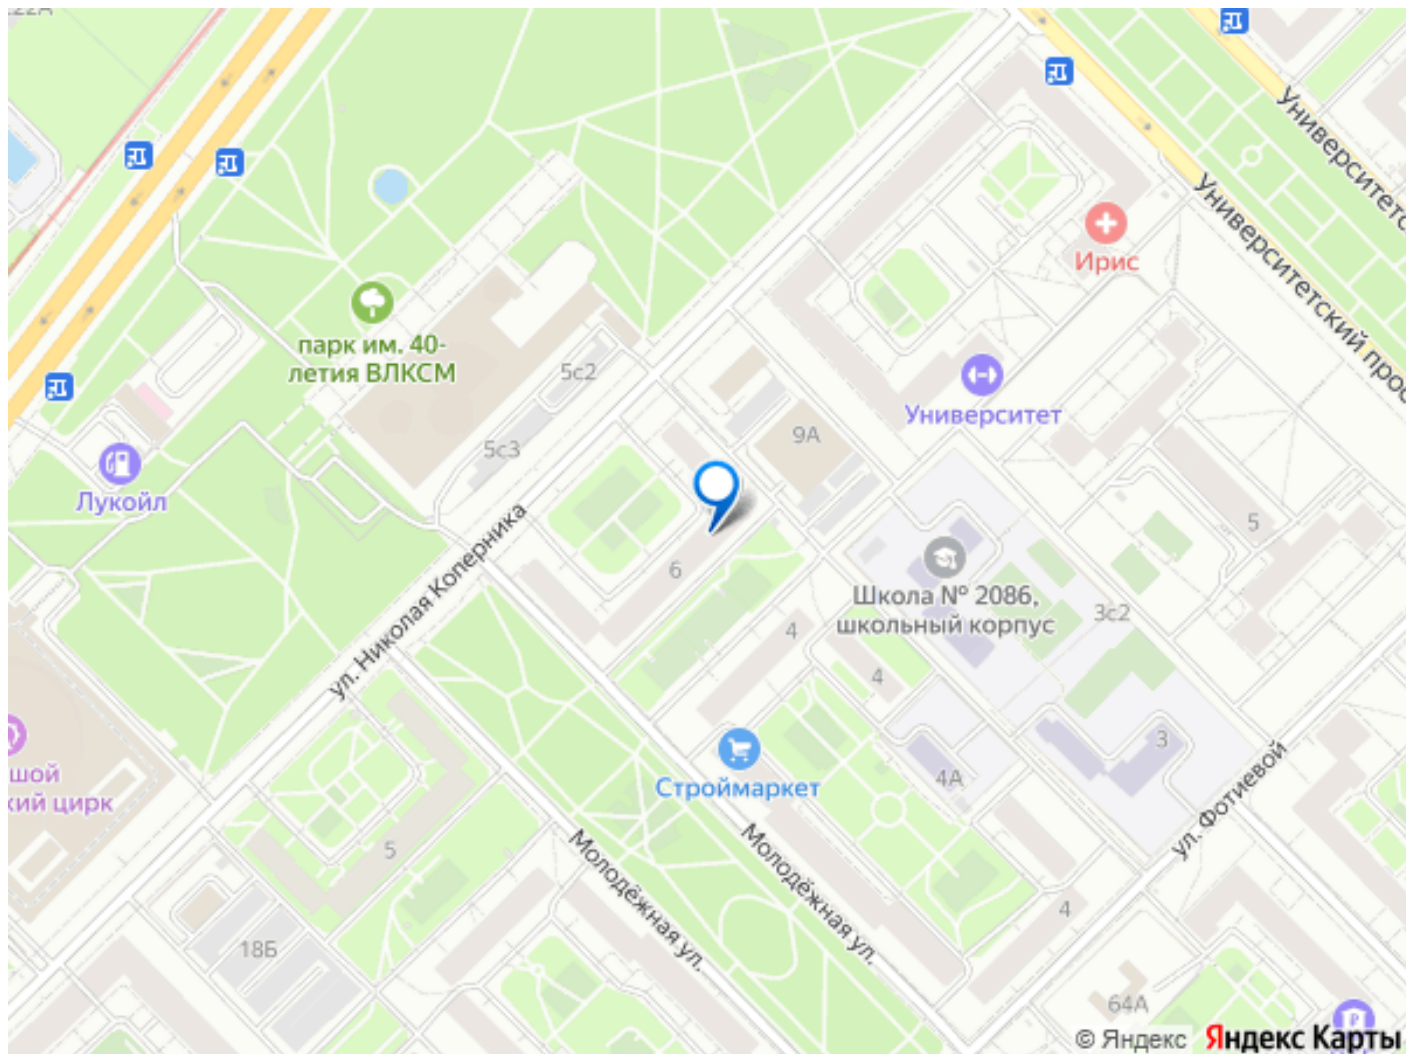 222А
Университетс
Университетский прос
Ирис
парк им. 40-
летия ВЛКСМ
5с2
Университет
9А
5с3
Лукойл
5
ул. Николая Коперника
6
Школа № 2086,
школьный корпус
3с2
4
4
шой
кий цирк
Строймаркет
4А
3
ул. Фотиевой
5
Молодёжная ул.
Молодёжная ул.
4
18Б
64А
© Яндекс Яндекс Карты